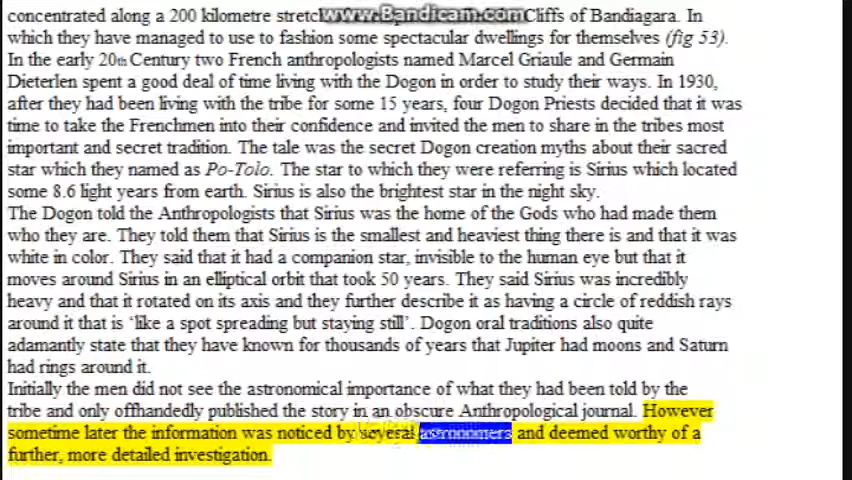 concentrated along a 200 kilometre Cliffs of Bandiagara. In
www.Bandicam.com
which they have managed to use to fashion some spectacular dwellings for themselves (fig 53).
In the early 20th Century two French anthropologists named Marcel Griaule and Germain
Dieterlen spent a good deal of time living with the Dogon in order to study their ways. In 1930,
after they had been living with the tribe for some 15 years, four Dogon Priests decided that it was
time to take the Frenchmen into their confidence and invited the men to share in the tribes most
important and secret tradition. The tale was the secret Dogon creation myths about their sacred
star which they named as Po-Tolo. The star to which they were referring is Sirius which located
some 8.6 light years from earth. Sirius is also the brightest star in the night sky.
The Dogon told the Anthropologists that Sirius was the home of the Gods who had made them
who they are. They told them that Sirius is the smallest and heaviest thing there is and that it was
white in color. They said that it had a companion star, invisible to the human eye but that it
moves around Sirius in an elliptical orbit that took 50 years. They said Sirius was incredibly
heavy and that it rotated on its axis and they further describe it as having a circle of reddish rays
around it that is ‘like a spot spreading but staying still’. Dogon oral traditions also quite
adamantly state that they have known for thousands of years that Jupiter had moons and Saturn
had rings around it.
Initially the men did not see the astronomical importance of what they had been told by the
tribe and only offhandedly published the story in an obscure Anthropological journal. However
sometime later the information was noticed by several astronomers and deemed worthy of a
further, more detailed investigation.